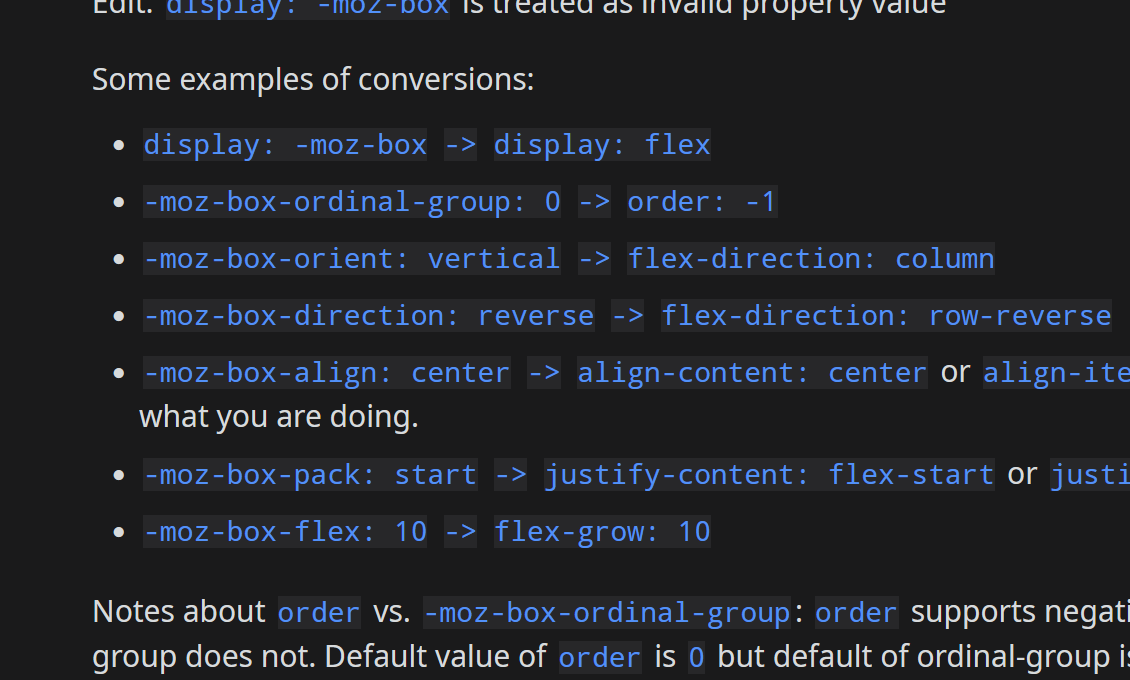 Edit. display: -moz-box is treated as invalid property value
Some examples of conversions:
• display: -moz-box -> display: flex
• -moz-box-ordinal-group: 0 -> order: -1
• -moz-box-orient: vertical -> flex-direction: column
• -moz-box-direction: reverse -> flex-direction: row-reverse
• -moz-box-align: center -> align-content: center or align-ite
what you are doing.
• -moz-box-pack: start -> justify-content: flex-start or justi
• -moz-box-flex: 10 -> flex-grow: 10
Notes about order vs. -moz-box-ordinal-group: order supports negati
group does not. Default value of order is 0 but default of ordinal-group is